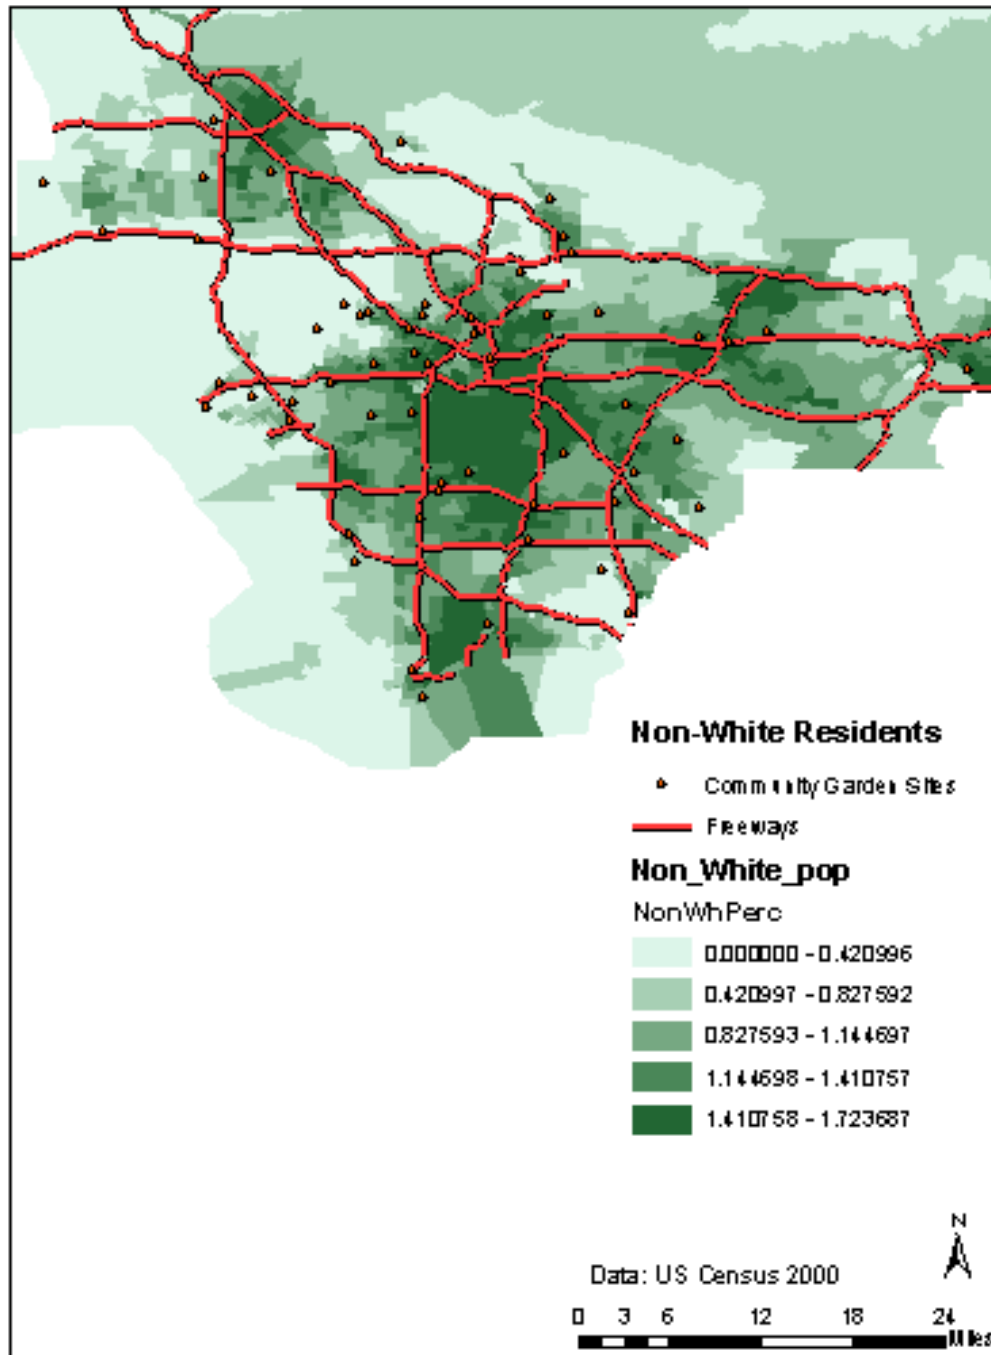 Non-White Residents
Community Garden Sites
Freeways
Non_White_pop
NonWhPerc
0.000000 - 0.420996
0.420997 - 0.827592
0.827593 - 1.144697
1.144698 - 1.410757
1.410758 - 1.723687
N
Data: US Census 2000
0 3 6 12 18 24
Miles